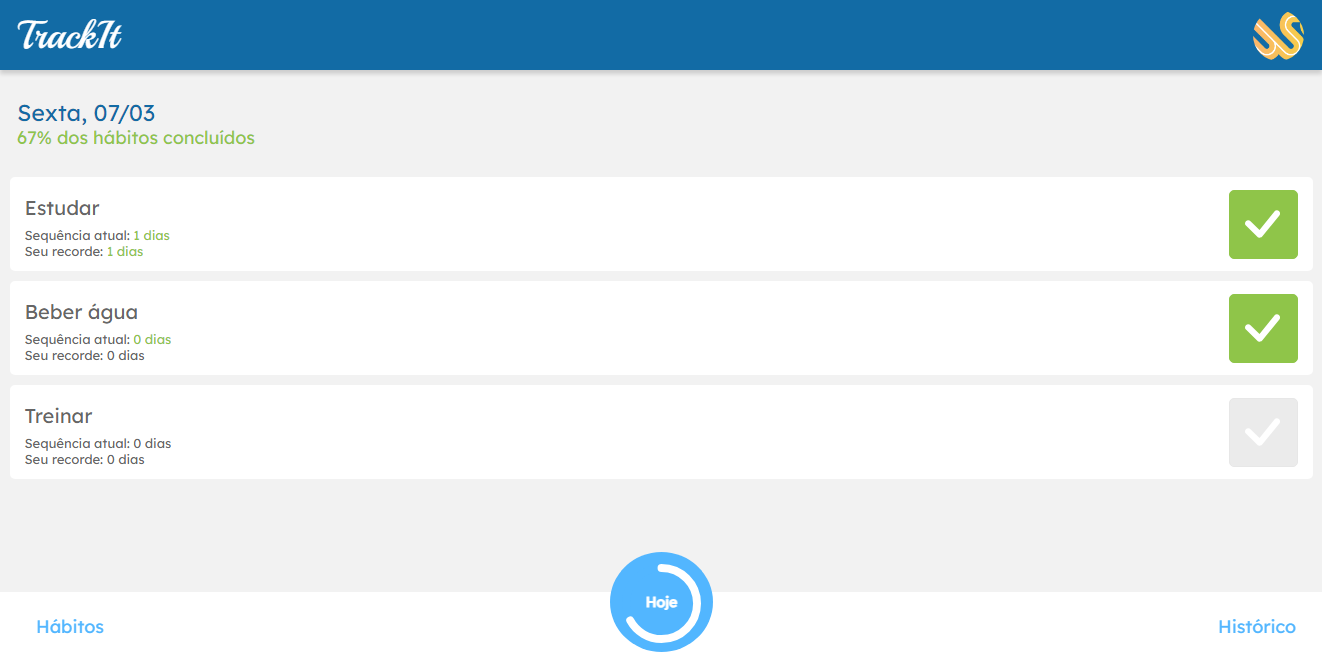 TrackIt
Sexta, 07/03
67% dos hábitos concluídos
Estudar
Sequência atual: 1 dias
Seu recorde: 1 dias
Beber água
Sequência atual: 0 dias
Seu recorde: 0 dias
Treinar
Sequência atual: 0 dias
Seu recorde: 0 dias
Hoje
Hábitos
Histórico